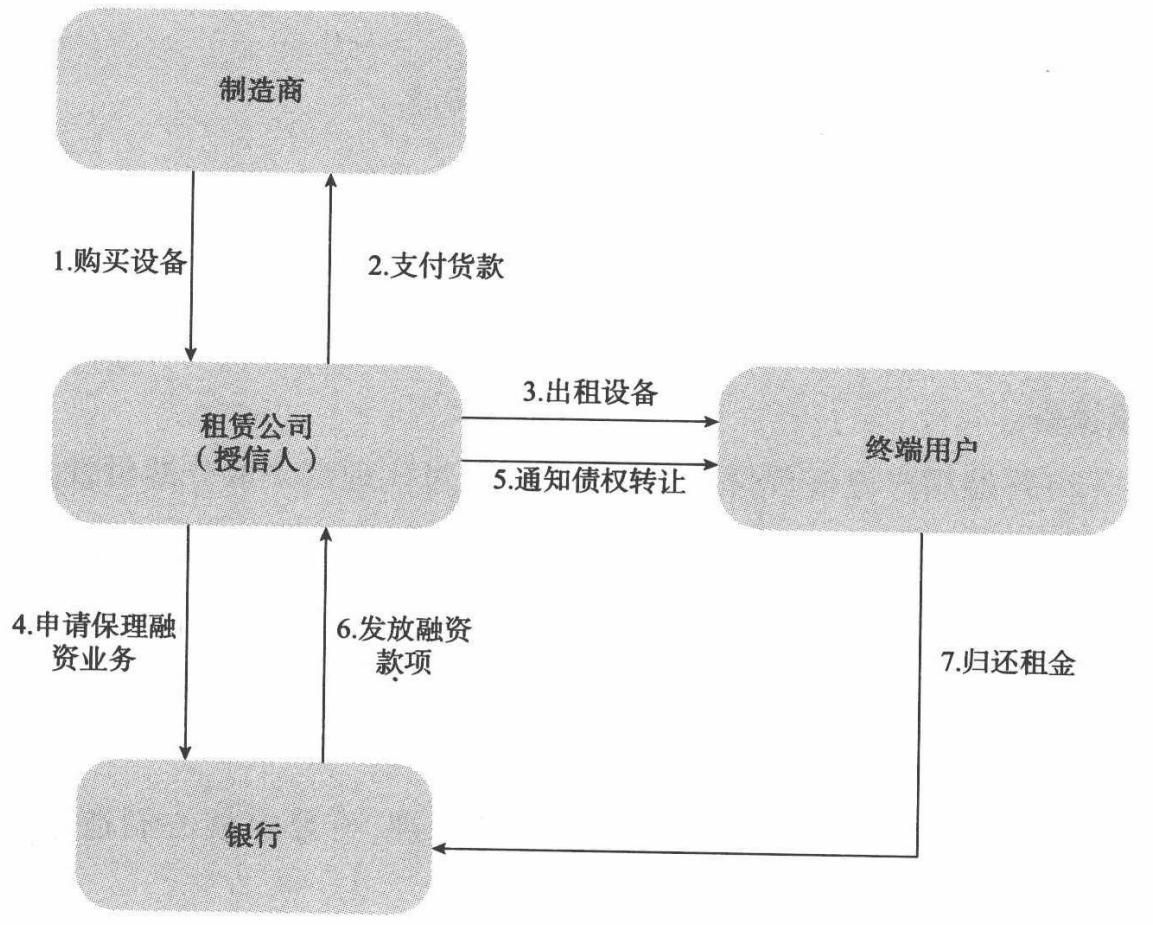 制造商
1.购买设备
2.支付货款
租赁公司
（授信人）
3.出租设备
5.通知债权转让
终端用户
4.申请保理融
资业务
6.发放融资
款项
7.归还租金
银行